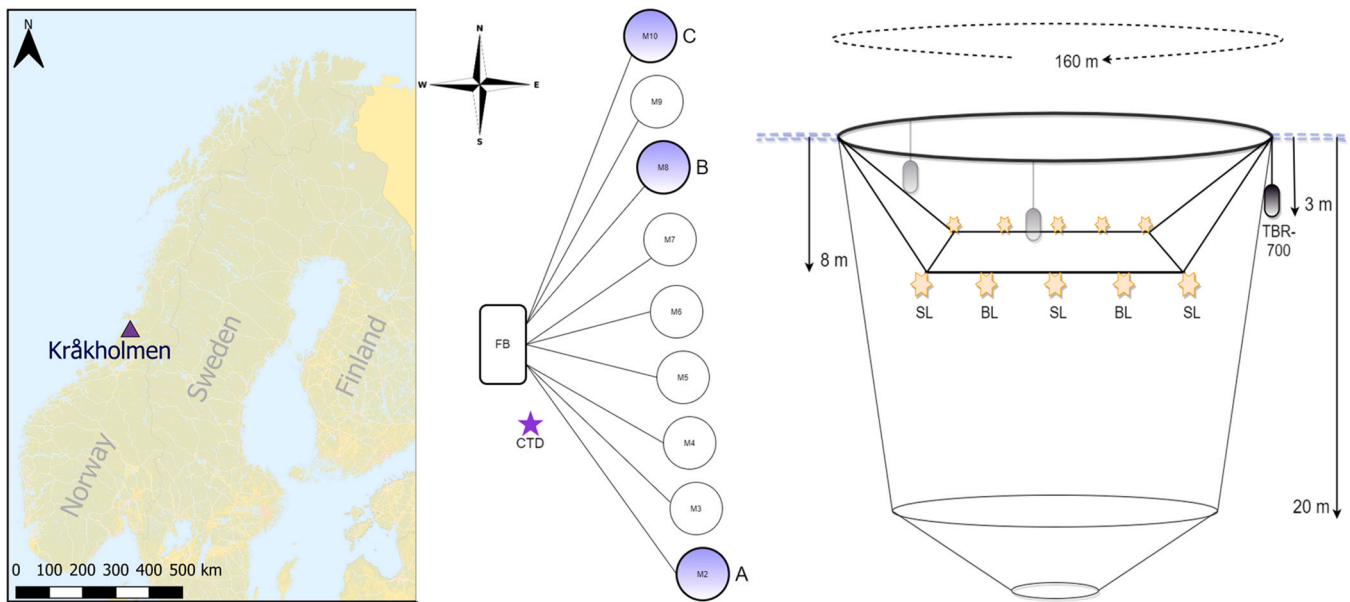 N
Kråkholmen
Norway
Sweden
Finland
0 100 200 300 400 500 km
N
W
E
S
M10
C
M9
M8
B
M7
M6
FB
M5
M4
CTD
M3
M2
A
160 m
3 m
TBR-
700
8 m
SL
BL
SL
BL
SL
20 m